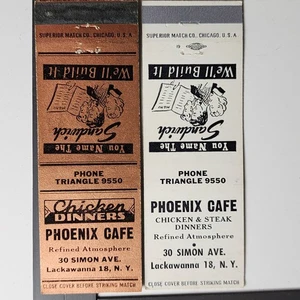 SUPERIOR MATCH CO., CHICAGO, U.S.A.
We'll Build It
Sandwich
You Name The
PHONE
TRIANGLE 9550
Chicken
DINNERS
PHOENIX CAFE
Refined Atmosphere
30 SIMON AVE.
Lackawanna 18, N. Y.
CLOSE COVER BEFORE STRIKING MATCH
SUPERIOR MATCH CO., CHICAGO, U.S.A.
We'll Build It
Sandwich
You Name The
PHONE
TRIANGLE 9550
PHOENIX CAFE
CHICKEN & STEAK
DINNERS
Refined Atmosphere
30 SIMON AVE.
Lackawanna 18, N. Y.
CLOSE COVER BEFORE STRIKING MATCH